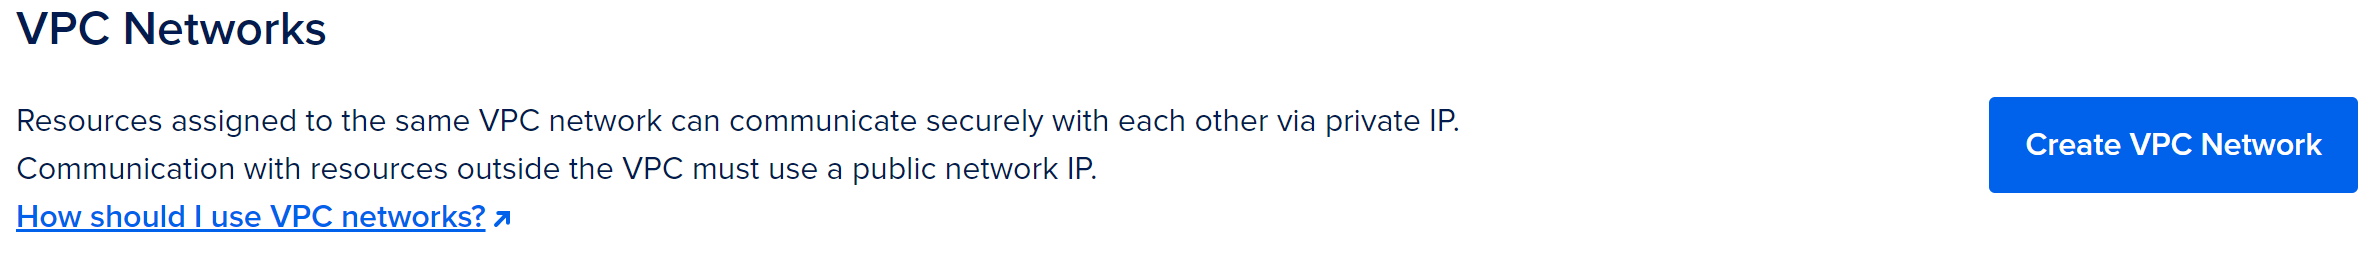 VPC Networks
Resources assigned to the same VPC network can communicate securely with each other via private IP.
Communication with resources outside the VPC must use a public network IP.
How should I use VPC networks?
Create VPC Network